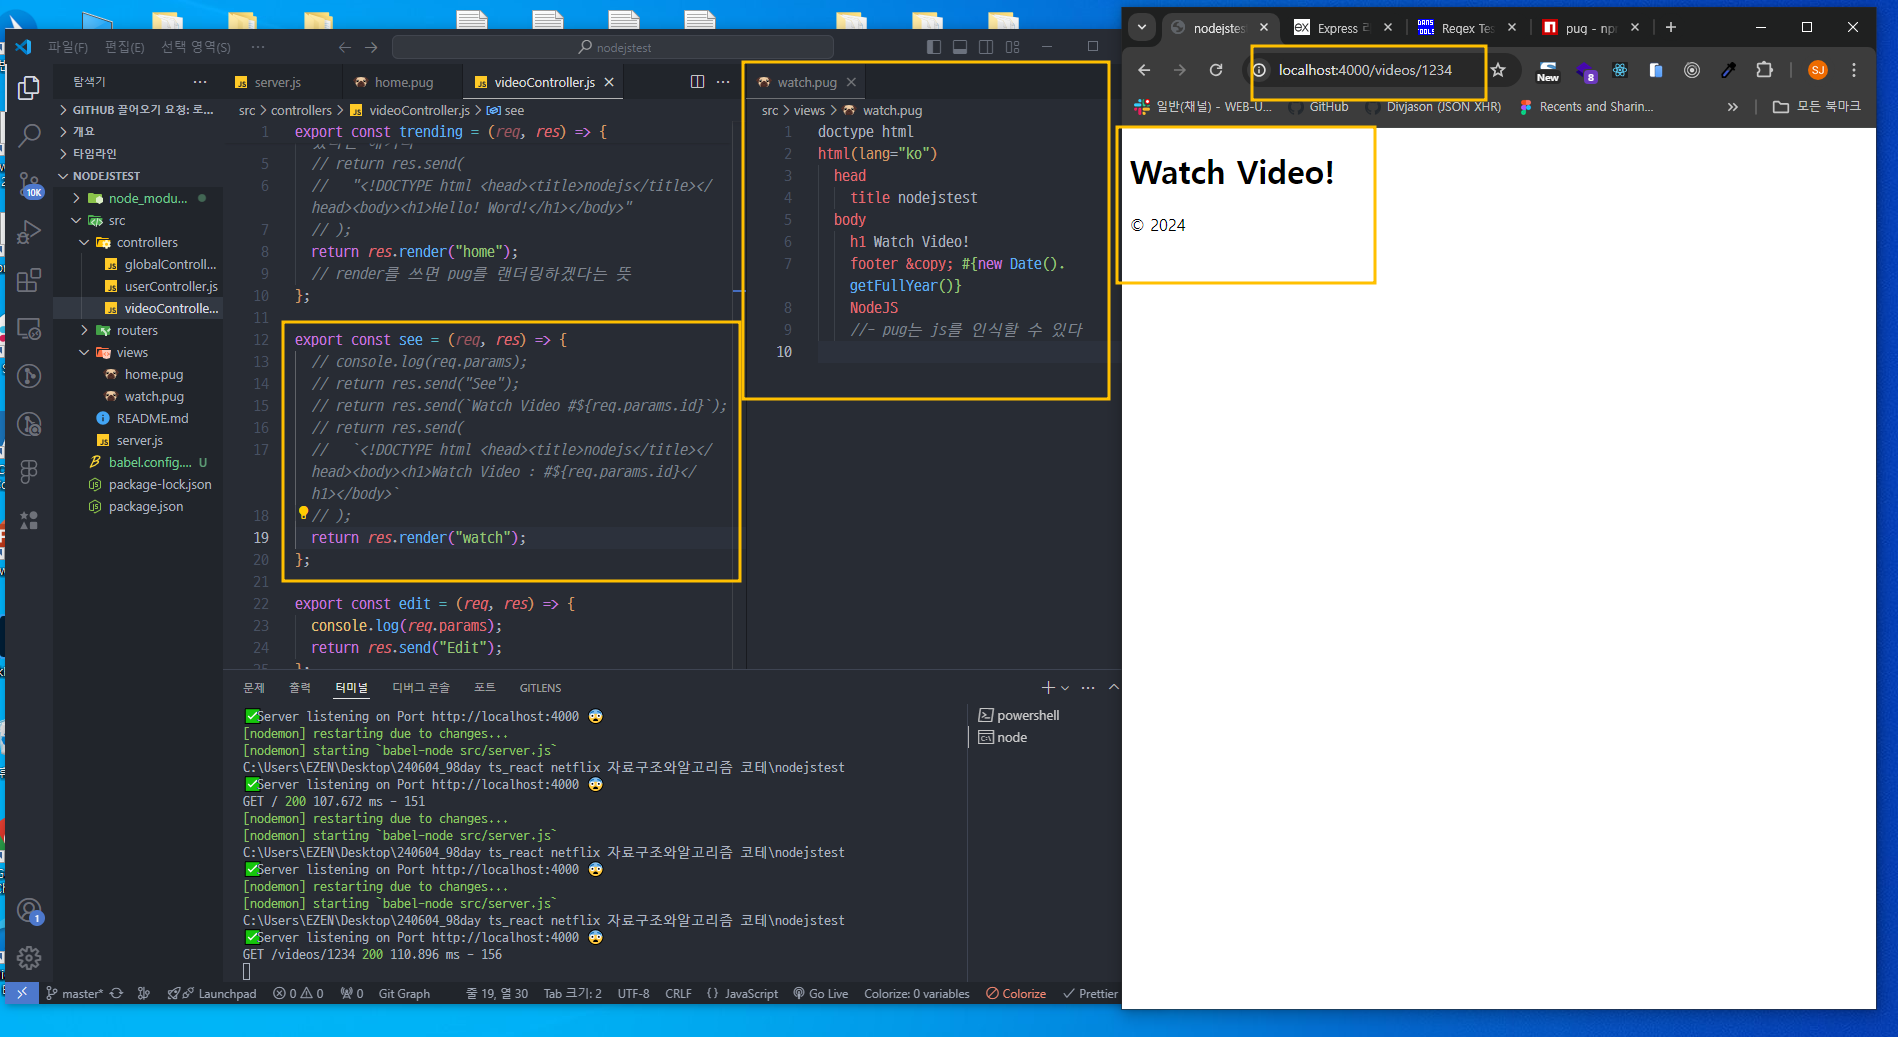 파일(F) 편집(E) 선택 영역(S) ··· nodejstest
탐색기
GITHUB 끌어오기 요청: 로...
개요
타임라인
NODEJSTEST
node_modu...
src
controllers
globalControll...
userController.js
videoControlle...
routers
views
home.pug
watch.pug
README.md
server.js
babel.config.... U
package-lock.json
package.json
10K
1
server.js home.pug videoController.js
src > controllers > videoController.js > see
1 export const trending = (req, res) => {
5 // return res.send(
6 //   "<!DOCTYPE html <head><title>nodejs</title></
head><body><h1>Hello! Word!</h1></body>"
7 // );
8 return res.render("home");
9 // render를 쓰면 pug를 랜더링하겠다는 뜻
10 };
11
12 export const see = (req, res) => {
13 // console.log(req.params);
14 // return res.send("See");
15 // return res.send(`Watch Video #${req.params.id}`);
16 // return res.send(
17 //   `<!DOCTYPE html <head><title>nodejs</title></
head><body><h1>Watch Video : #${req.params.id}</
h1></body>`
18 // );
19 return res.render("watch");
20 };
21
22 export const edit = (req, res) => {
23 console.log(req.params);
24 return res.send("Edit");
25 };
watch.pug
src > views > watch.pug
1 doctype html
2 html(lang="ko")
3 head
4 title nodejstest
5 body
6 h1 Watch Video!
7 footer &copy; #{new Date().
getFullYear()}
8 NodeJS
9 //- pug는 js를 인식할 수 있다
10
문제 출력 터미널 디버그 콘솔 포트 GITLENS
✅Server listening on Port http://localhost:4000 😨
[nodemon] restarting due to changes...
[nodemon] starting `babel-node src/server.js`
C:\Users\EZEN\Desktop\240604_98day ts_react netflix 자료구조와알고리즘 코테\nodejstest
✅Server listening on Port http://localhost:4000 😨
GET / 200 107.672 ms - 151
[nodemon] restarting due to changes...
[nodemon] starting `babel-node src/server.js`
C:\Users\EZEN\Desktop\240604_98day ts_react netflix 자료구조와알고리즘 코테\nodejstest
✅Server listening on Port http://localhost:4000 😨
[nodemon] restarting due to changes...
[nodemon] starting `babel-node src/server.js`
C:\Users\EZEN\Desktop\240604_98day ts_react netflix 자료구조와알고리즘 코테\nodejstest
✅Server listening on Port http://localhost:4000 😨
GET /videos/1234 200 110.896 ms - 156
powershell
node
master* Launchpad 0 0 0 Git Graph 줄 19, 열 30 Tab 크기: 2 UTF-8 CRLF {} JavaScript Go Live Colorize: 0 variables Colorize Prettier
nodejstes Express Regex Tes pug - npm
localhost:4000/videos/1234 New 8 SJ
일반(채널) - WEB-U... GitHub Divjason (JSON XHR) Recents and Sharin... » 모든 북마크
Watch Video!
© 2024